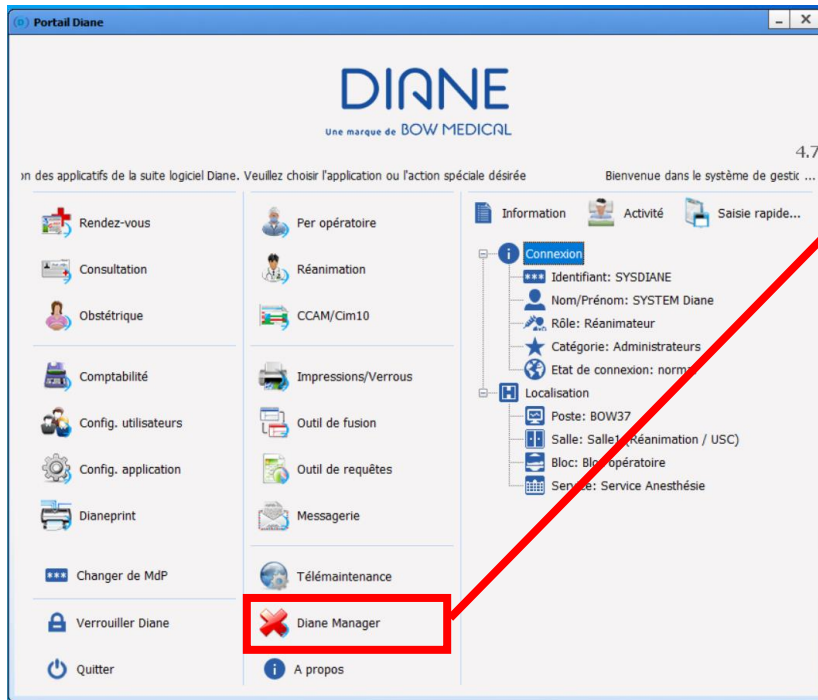 Portail Diane
DIANE
Une marque de BOW MEDICAL
4.7
on des applicatifs de la suite logiciel Diane. Veuillez choisir l'application ou l'action spéciale désirée
Bienvenue dans le système de gestic ...
Rendez-vous
Consultation
Obstétrique
Comptabilité
Config. utilisateurs
Config. application
Dianeprint
Changer de MdP
Verrouiller Diane
Quitter
Per opératoire
Réanimation
CCAM/Cim10
Impressions/Verrous
Outil de fusion
Outil de requêtes
Messagerie
Télémaintenance
Diane Manager
A propos
Information
Activité
Saisie rapide...
Connexion
Identifiant: SYSDIANE
Nom/Prénom: SYSTEM Diane
Rôle: Réanimateur
Catégorie: Administrateurs
Etat de connexion: norma
Localisation
Poste: BOW37
Salle: Salle1 (Réanimation / USC)
Bloc: Bloc opératoire
Service: Service Anesthésie